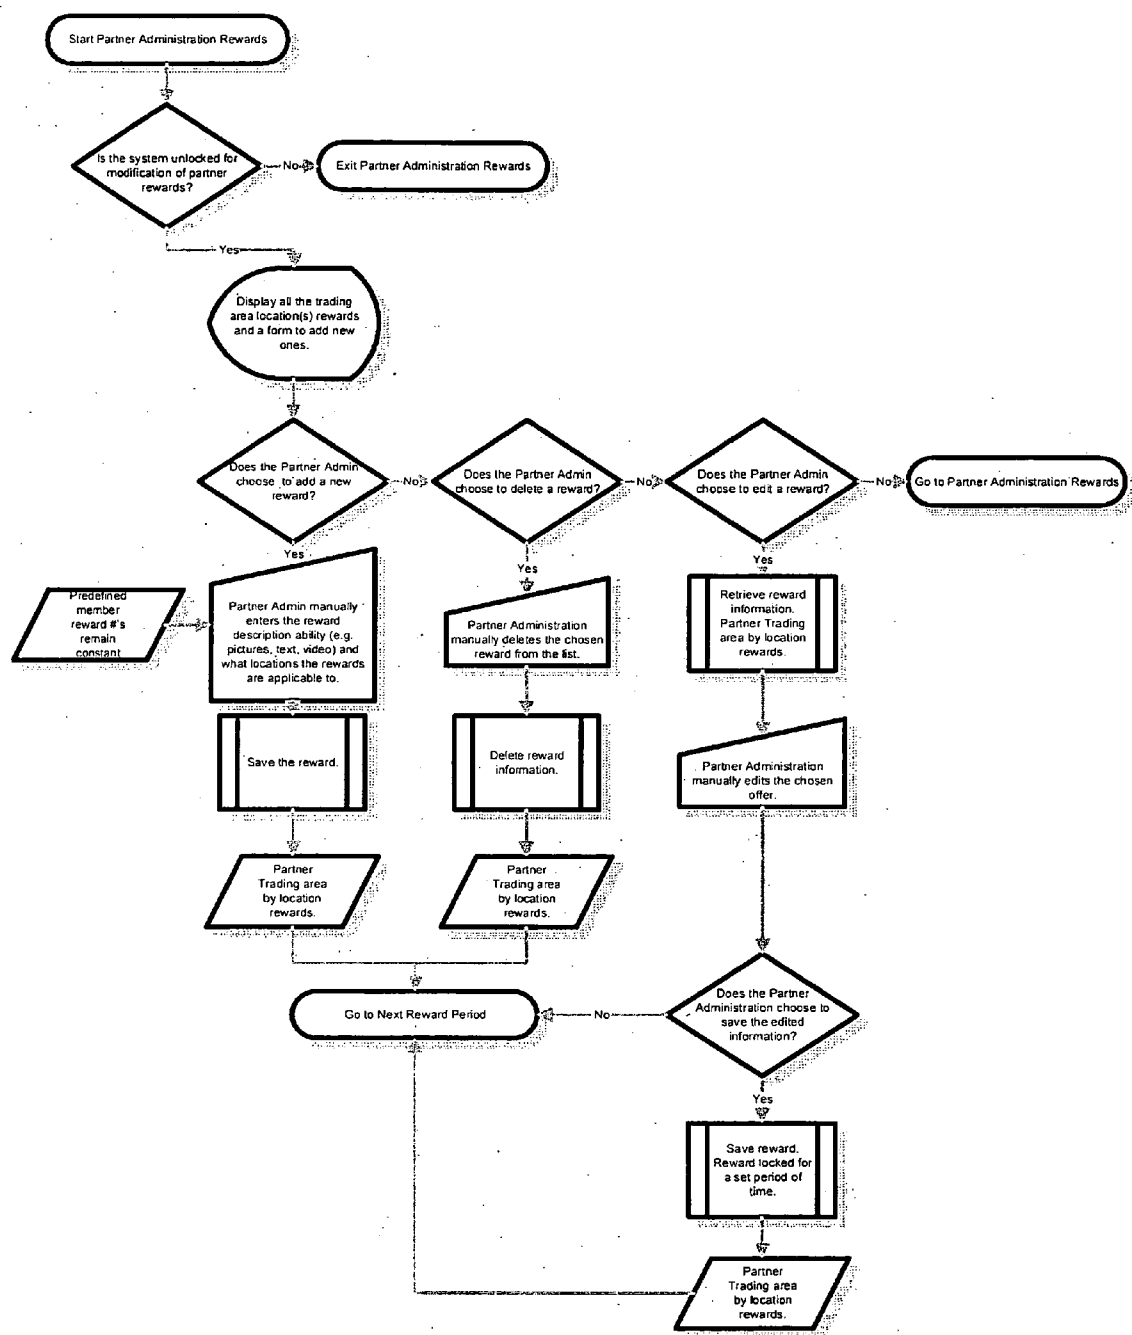 Start Partner Administration Rewards
Is the system unlocked for
modification of partner
rewards?
No
Exit Partner Administration Rewards
Yes
Display all the trading
area location(s) rewards
and a form to add new
ones.
Does the Partner Admin
choose to add a new
reward?
No
Does the Partner Admin
choose to delete a reward?
No
Does the Partner Admin
choose to edit a reward?
No
Go to Partner Administration Rewards
Yes
Yes
Yes
Predefined
member
reward #'s
remain
constant
Partner Admin manually
enters the reward
description ability (e.g.
pictures, text, video) and
what locations the rewards
are applicable to.
Partner Administration
manually deletes the chosen
reward from the list.
Retrieve reward
information.
Partner Trading
area by location
rewards.
Save the reward.
Delete reward
information.
Partner Administration
manually edits the chosen
offer.
Partner
Trading area
by location
rewards.
Partner
Trading area
by location
rewards.
Go to Next Reward Period
No
Does the Partner
Administration choose to
save the edited
information?
Yes
Save reward.
Reward locked for
a set period of
time.
Partner
Trading area
by location
rewards.